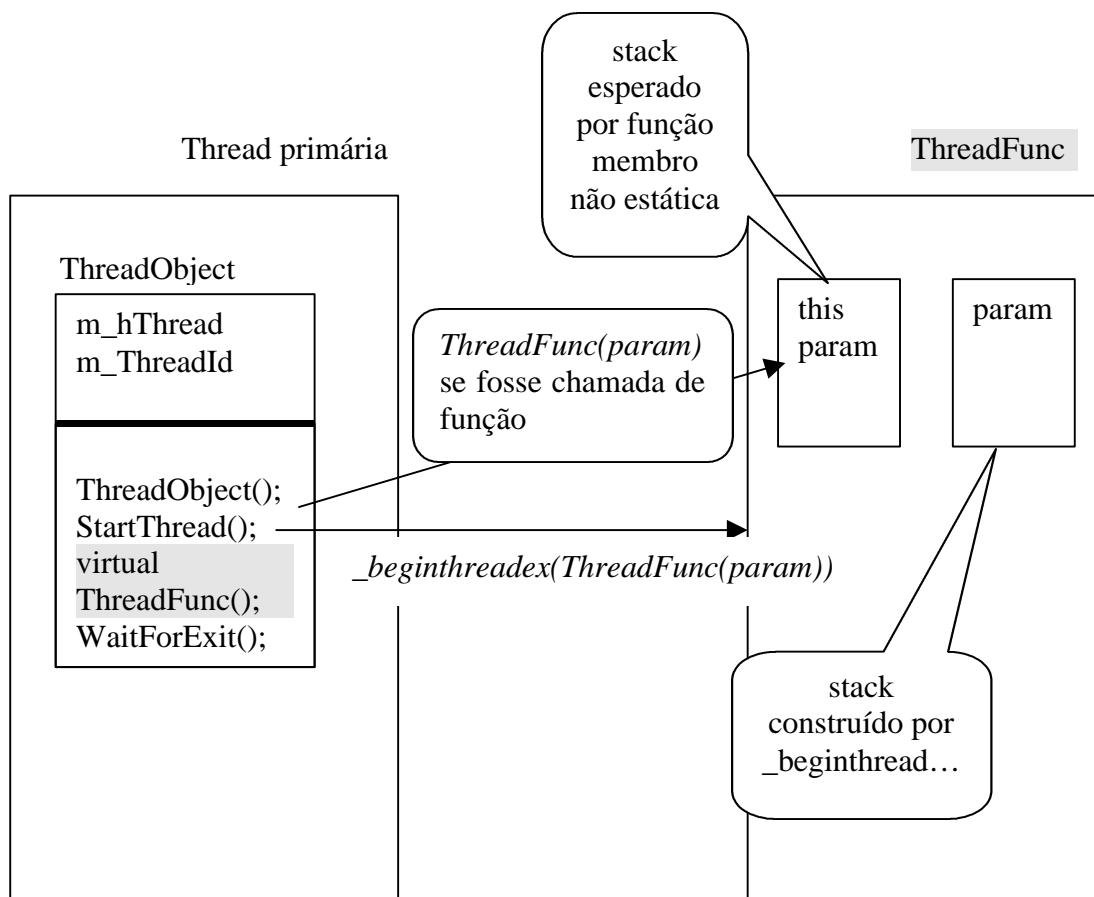 stack
esperado
por função
membro
não estática
Thread primária
ThreadFunc
ThreadObject
m_hThread
m_ThreadId
ThreadFunc(param)
se fosse chamada de
função
this
param
param
ThreadObject();
StartThread();
virtual
ThreadFunc();
WaitForExit();
_beginthreadex(ThreadFunc(param))
stack
construído por
_beginthread…